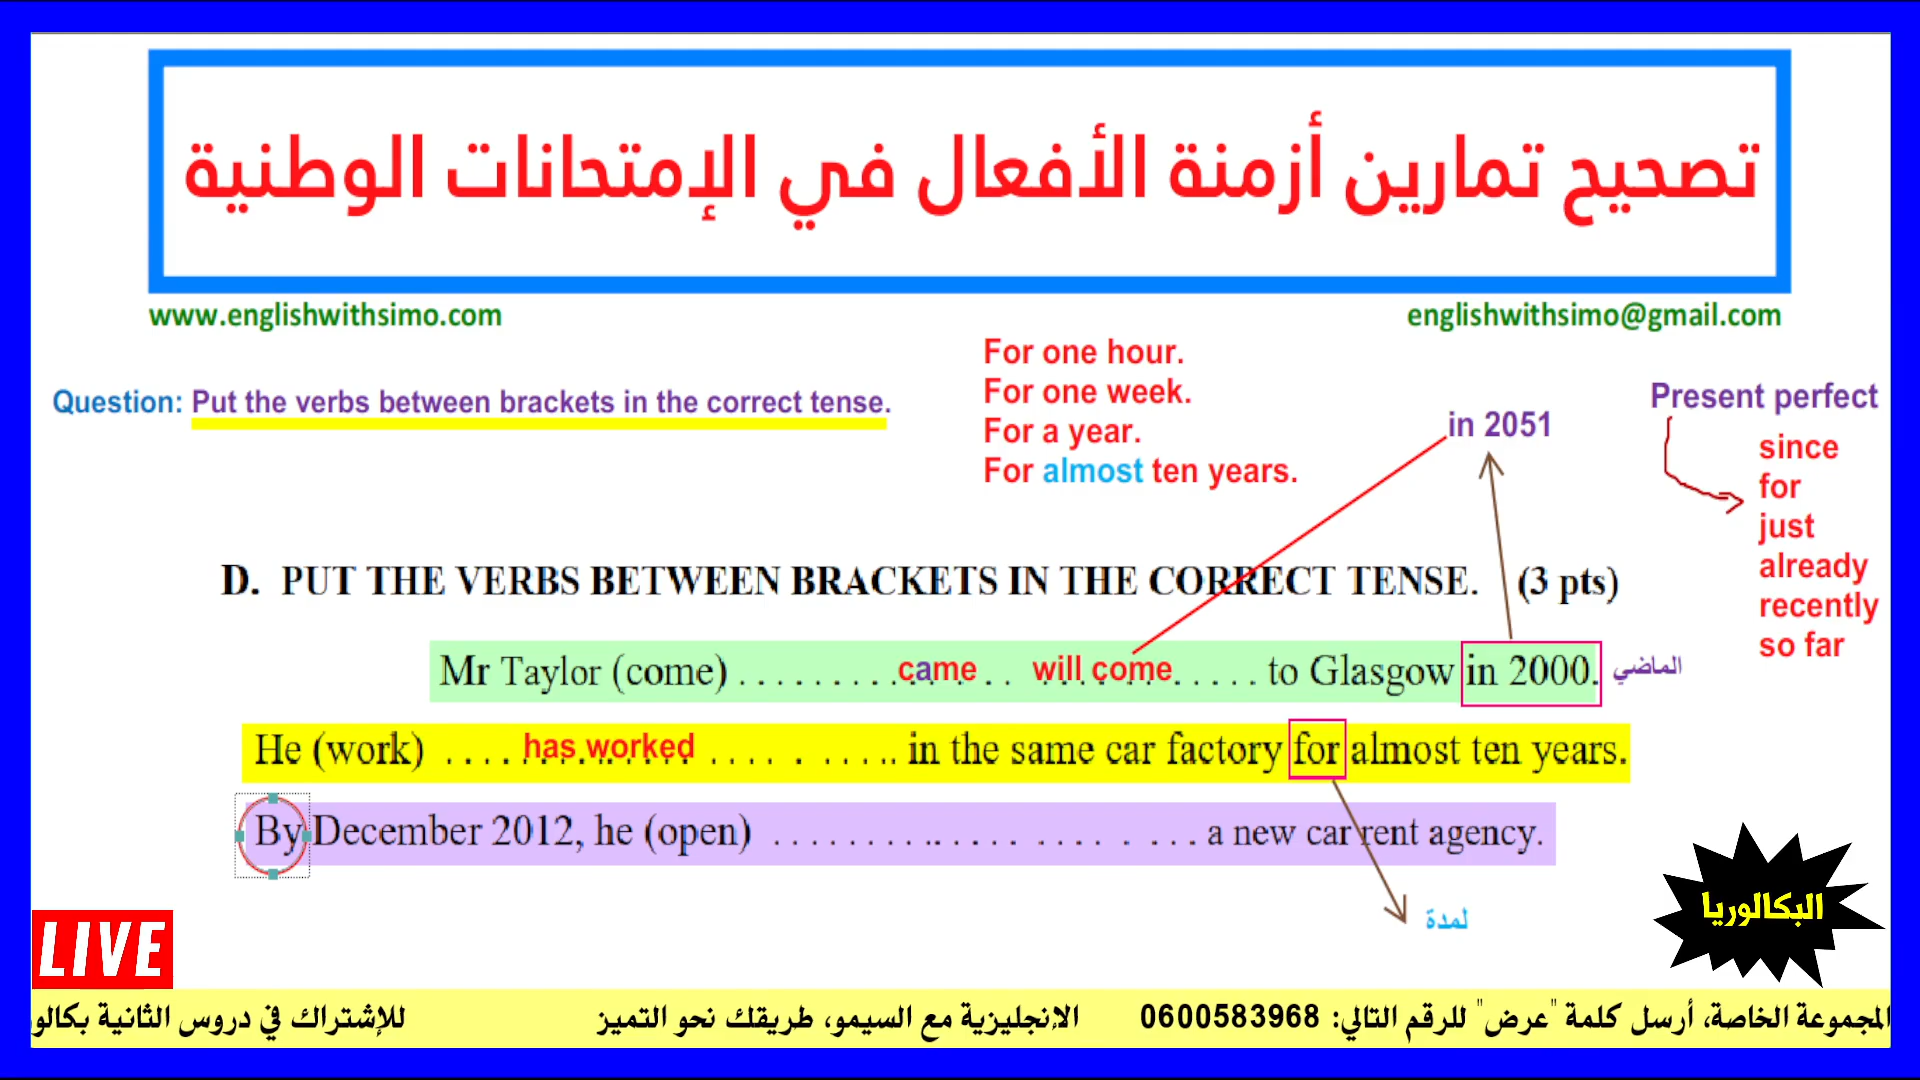 تصحيح تمارين أزمنة الأفعال في الإمتحانات الوطنية
www.englishwithsimo.com
englishwithsimo@gmail.com
Question: Put the verbs between brackets in the correct tense.
For one hour.
For one week.
For a year.
For almost ten years.
in 2051
Present perfect
since
for
just
already
recently
so far
D. PUT THE VERBS BETWEEN BRACKETS IN THE CORRECT TENSE. (3 pts)
Mr Taylor (come) ......... came .. will come ..... to Glasgow in 2000. الماضي
He (work) .... has worked .... . ..... in the same car factory for almost ten years.
By December 2012, he (open) ......... ...... .... . ... a new car rent agency.
لمدة
البكالوريا
LIVE
المجموعة الخاصة، أرسل كلمة "عرض" للرقم التالي: 0600583968 الانجليزية مع السيمو، طريقك نحو التميز للإشتراك في دروس الثانية